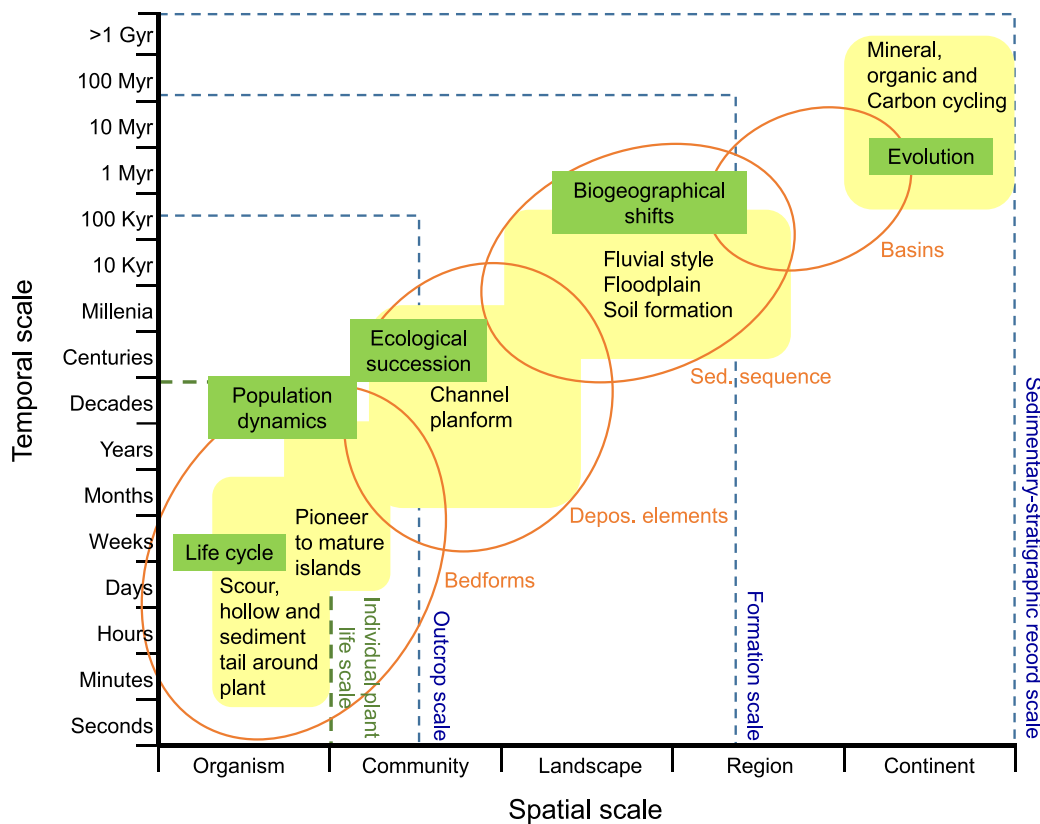 Temporal scale
>1 Gyr
100 Myr
10 Myr
1 Myr
100 Kyr
10 Kyr
Millenia
Centuries
Decades
Years
Months
Weeks
Days
Hours
Minutes
Seconds
Mineral,
organic and
Carbon cycling
Evolution
Basins
Biogeographical
shifts
Fluvial style
Floodplain
Soil formation
Sed. sequence
Ecological
succession
Channel
planform
Depos. elements
Population
dynamics
Pioneer
to mature
islands
Bedforms
Life cycle
Scour,
hollow and
sediment
tail around
plant
Individual plant
life scale
Outcrop scale
Formation scale
Sedimentary-stratigraphic record scale
Organism
Community
Landscape
Region
Continent
Spatial scale